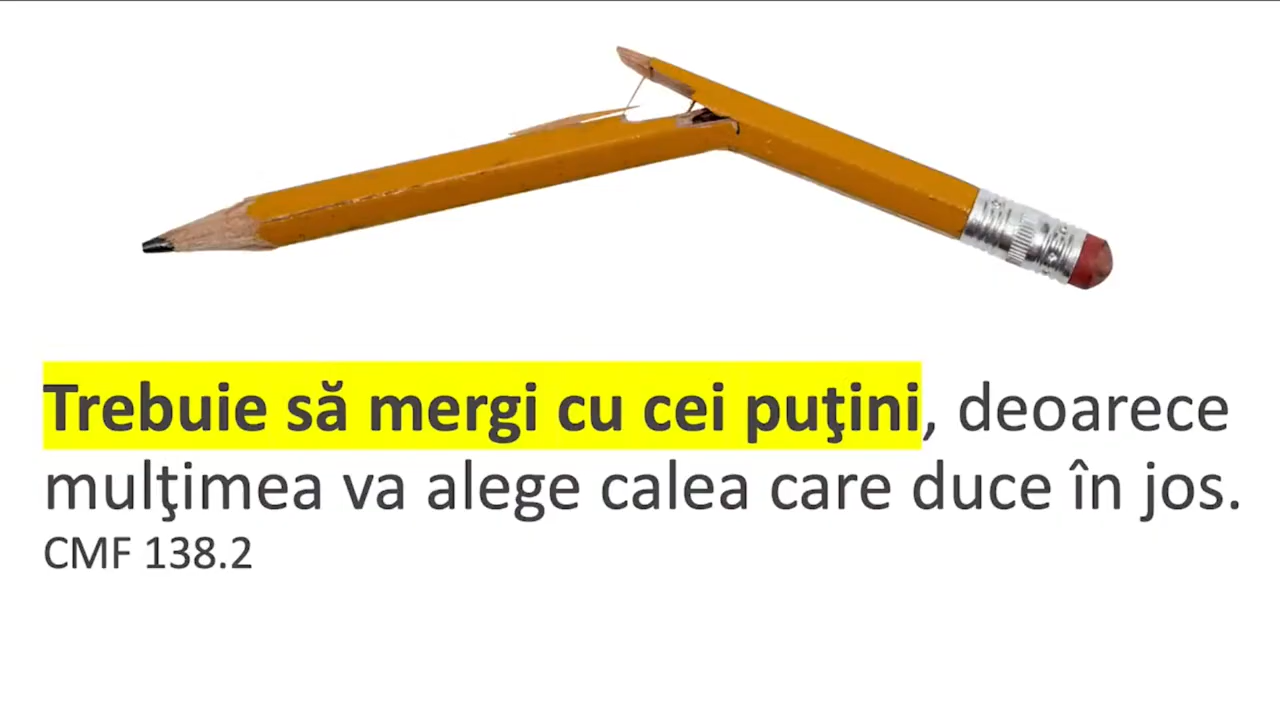 Trebuie să mergi cu cei puţini, deoarece
mulţimea va alege calea care duce în jos.
CMF 138.2